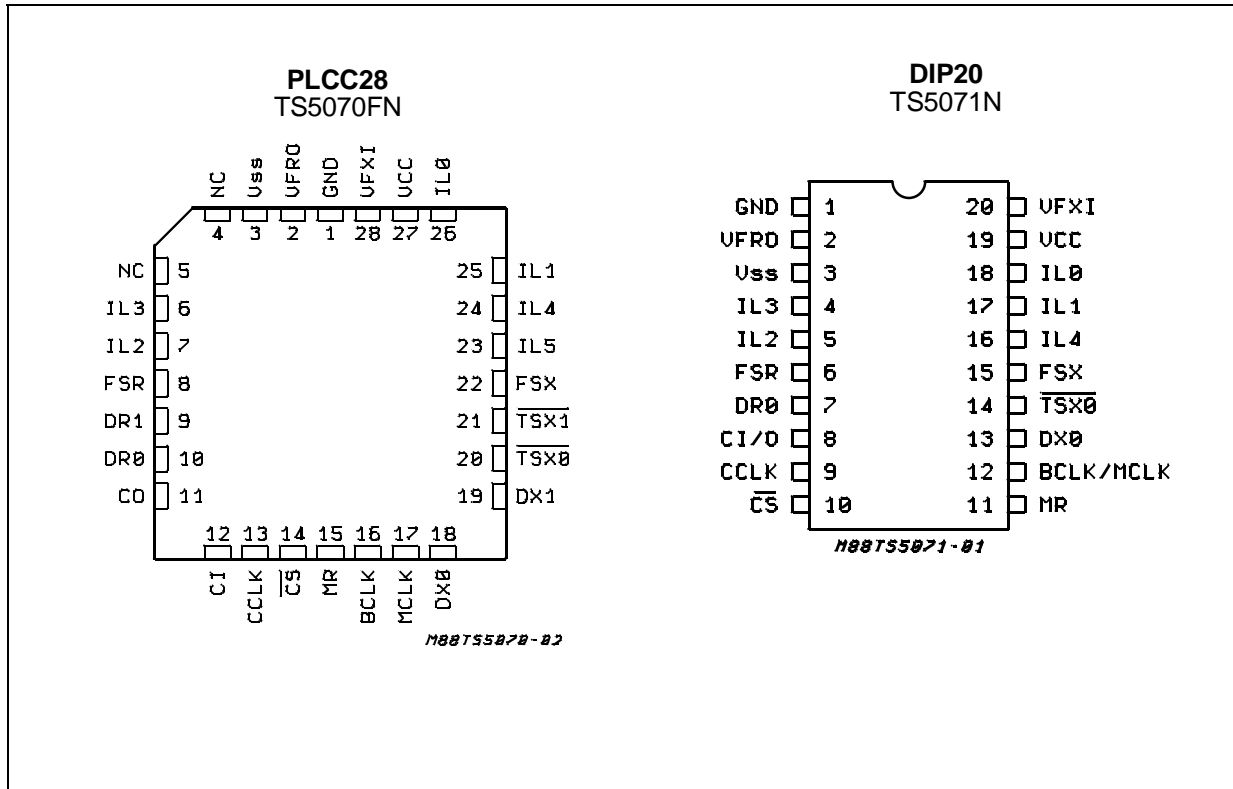 PLCC28
TS5070FN
NC Vss VFRO GND VFXI VCC IL0
4 3 2 1 28 27 26
NC 5 25 IL1
IL3 6 24 IL4
IL2 7 23 IL5
FSR 8 22 FSX
DR1 9 21 TSX1
DR0 10 20 TSX0
CO 11 19 DX1
12 13 14 15 16 17 18
CI CCLK CS MR BCLK MCLK DX0
M88TS5070-02
DIP20
TS5071N
GND 1 20 VFXI
VFRO 2 19 VCC
Vss 3 18 IL0
IL3 4 17 IL1
IL2 5 16 IL4
FSR 6 15 FSX
DR0 7 14 TSX0
CI/O 8 13 DX0
CCLK 9 12 BCLK/MCLK
CS 10 11 MR
M88TS5071-01